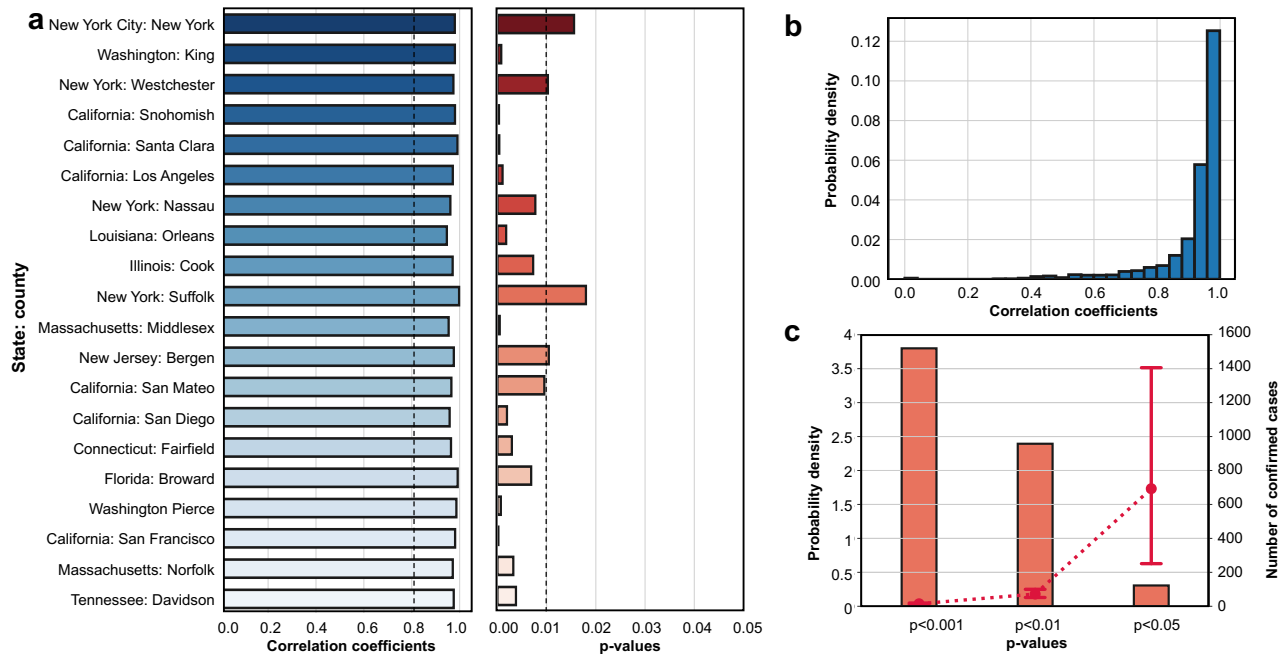 a
State: county
New York City: New York
Washington: King
New York: Westchester
California: Snohomish
California: Santa Clara
California: Los Angeles
New York: Nassau
Louisiana: Orleans
Illinois: Cook
New York: Suffolk
Massachusetts: Middlesex
New Jersey: Bergen
California: San Mateo
California: San Diego
Connecticut: Fairfield
Florida: Broward
Washington Pierce
California: San Francisco
Massachusetts: Norfolk
Tennessee: Davidson
0.0 0.2 0.4 0.6 0.8 1.0
Correlation coefficients
0.00 0.01 0.02 0.03 0.04 0.05
p-values
b
Probability density
0.12
0.10
0.08
0.06
0.04
0.02
0.00
0.0 0.2 0.4 0.6 0.8 1.0
Correlation coefficients
c
Probability density
4
3.5
3
2.5
2
1.5
1
0.5
0
p<0.001 p<0.01 p<0.05
p-values
1600
1400
1200
1000
800
600
400
200
0
Number of confirmed cases